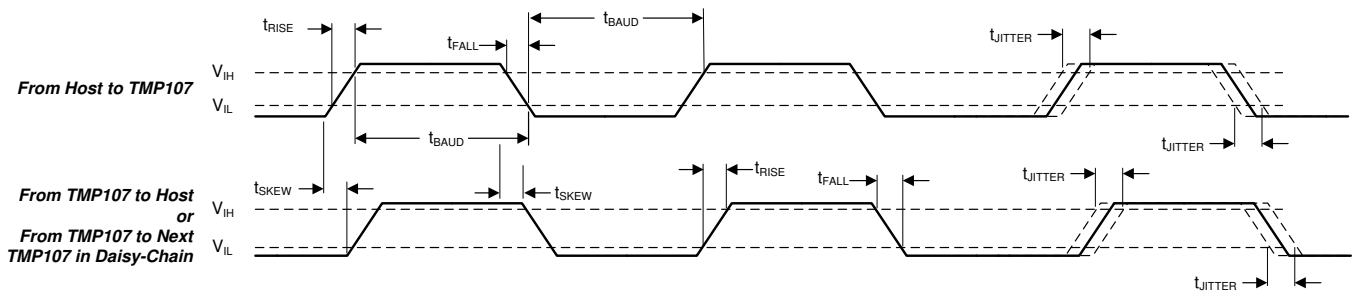 tRISE
tFALL
tBAUD
tJITTER
VIH
From Host to TMP107
VIL
tBAUD
tJITTER
tSKEW
tSKEW
tRISE
tFALL
tJITTER
From TMP107 to Host
or
From TMP107 to Next
TMP107 in Daisy-Chain
VIH
VIL
tJITTER